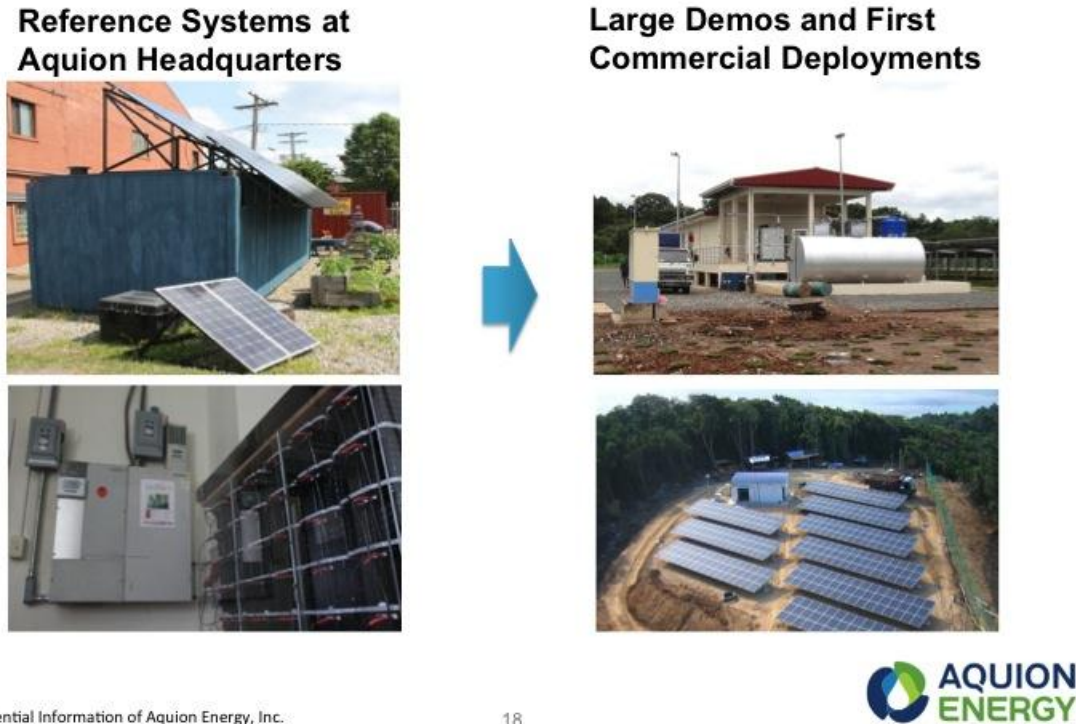 Reference Systems at
Aquion Headquarters
Large Demos and First
Commercial Deployments
Information of Aquion Energy, Inc.
18
AQUION
ENERGY